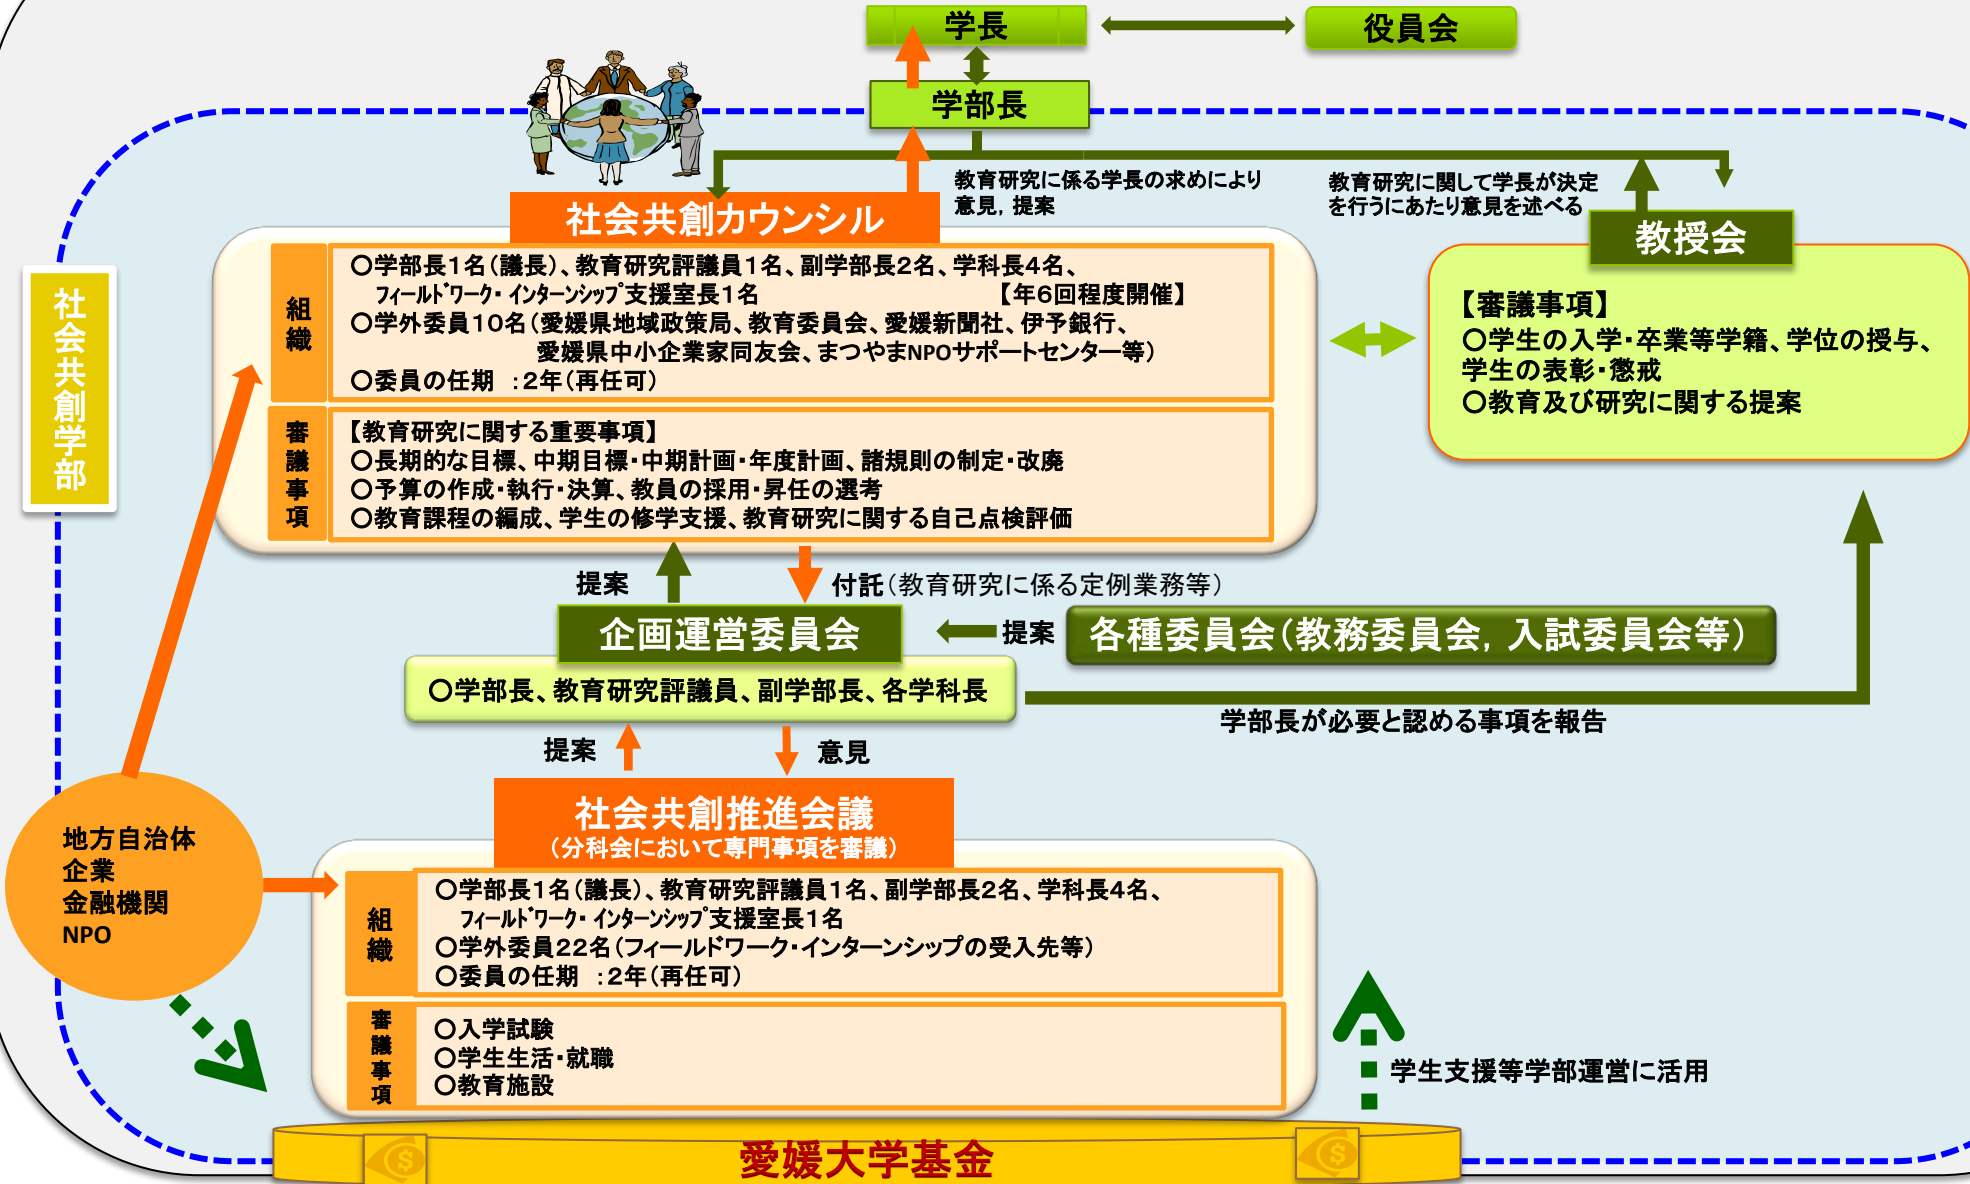 学長
役員会
学部長
教育研究に係る学長の求めにより
意見，提案
教育研究に関して学長が決定
を行うにあたり意見を述べる
社会共創学部
社会共創カウンシル
組織
〇学部長1名（議長）、教育研究評議員1名、副学部長2名、学科長4名、
フィールドワーク・インターンシップ支援室長1名　【年6回程度開催】
〇学外委員10名（愛媛県地域政策局、教育委員会、愛媛新聞社、伊予銀行、
愛媛県中小企業家同友会、まつやまNPOサポートセンター等）
〇委員の任期　：2年（再任可）
審議事項
【教育研究に関する重要事項】
〇長期的な目標、中期目標・中期計画・年度計画、諸規則の制定・改廃
〇予算の作成・執行・決算、教員の採用・昇任の選考
〇教育課程の編成、学生の修学支援、教育研究に関する自己点検評価
教授会
【審議事項】
〇学生の入学・卒業等学籍、学位の授与、
学生の表彰・懲戒
〇教育及び研究に関する提案
提案
付託（教育研究に係る定例業務等）
企画運営委員会
提案
各種委員会（教務委員会，入試委員会等）
〇学部長、教育研究評議員、副学部長、各学科長
学部長が必要と認める事項を報告
提案
意見
社会共創推進会議
（分科会において専門事項を審議）
地方自治体
企業
金融機関
NPO
組織
〇学部長1名（議長）、教育研究評議員1名、副学部長2名、学科長4名、
フィールドワーク・インターンシップ支援室長1名
〇学外委員22名（フィールドワーク・インターンシップの受入先等）
〇委員の任期　：2年（再任可）
審議事項
〇入学試験
〇学生生活・就職
〇教育施設
学生支援等学部運営に活用
$
愛媛大学基金
$